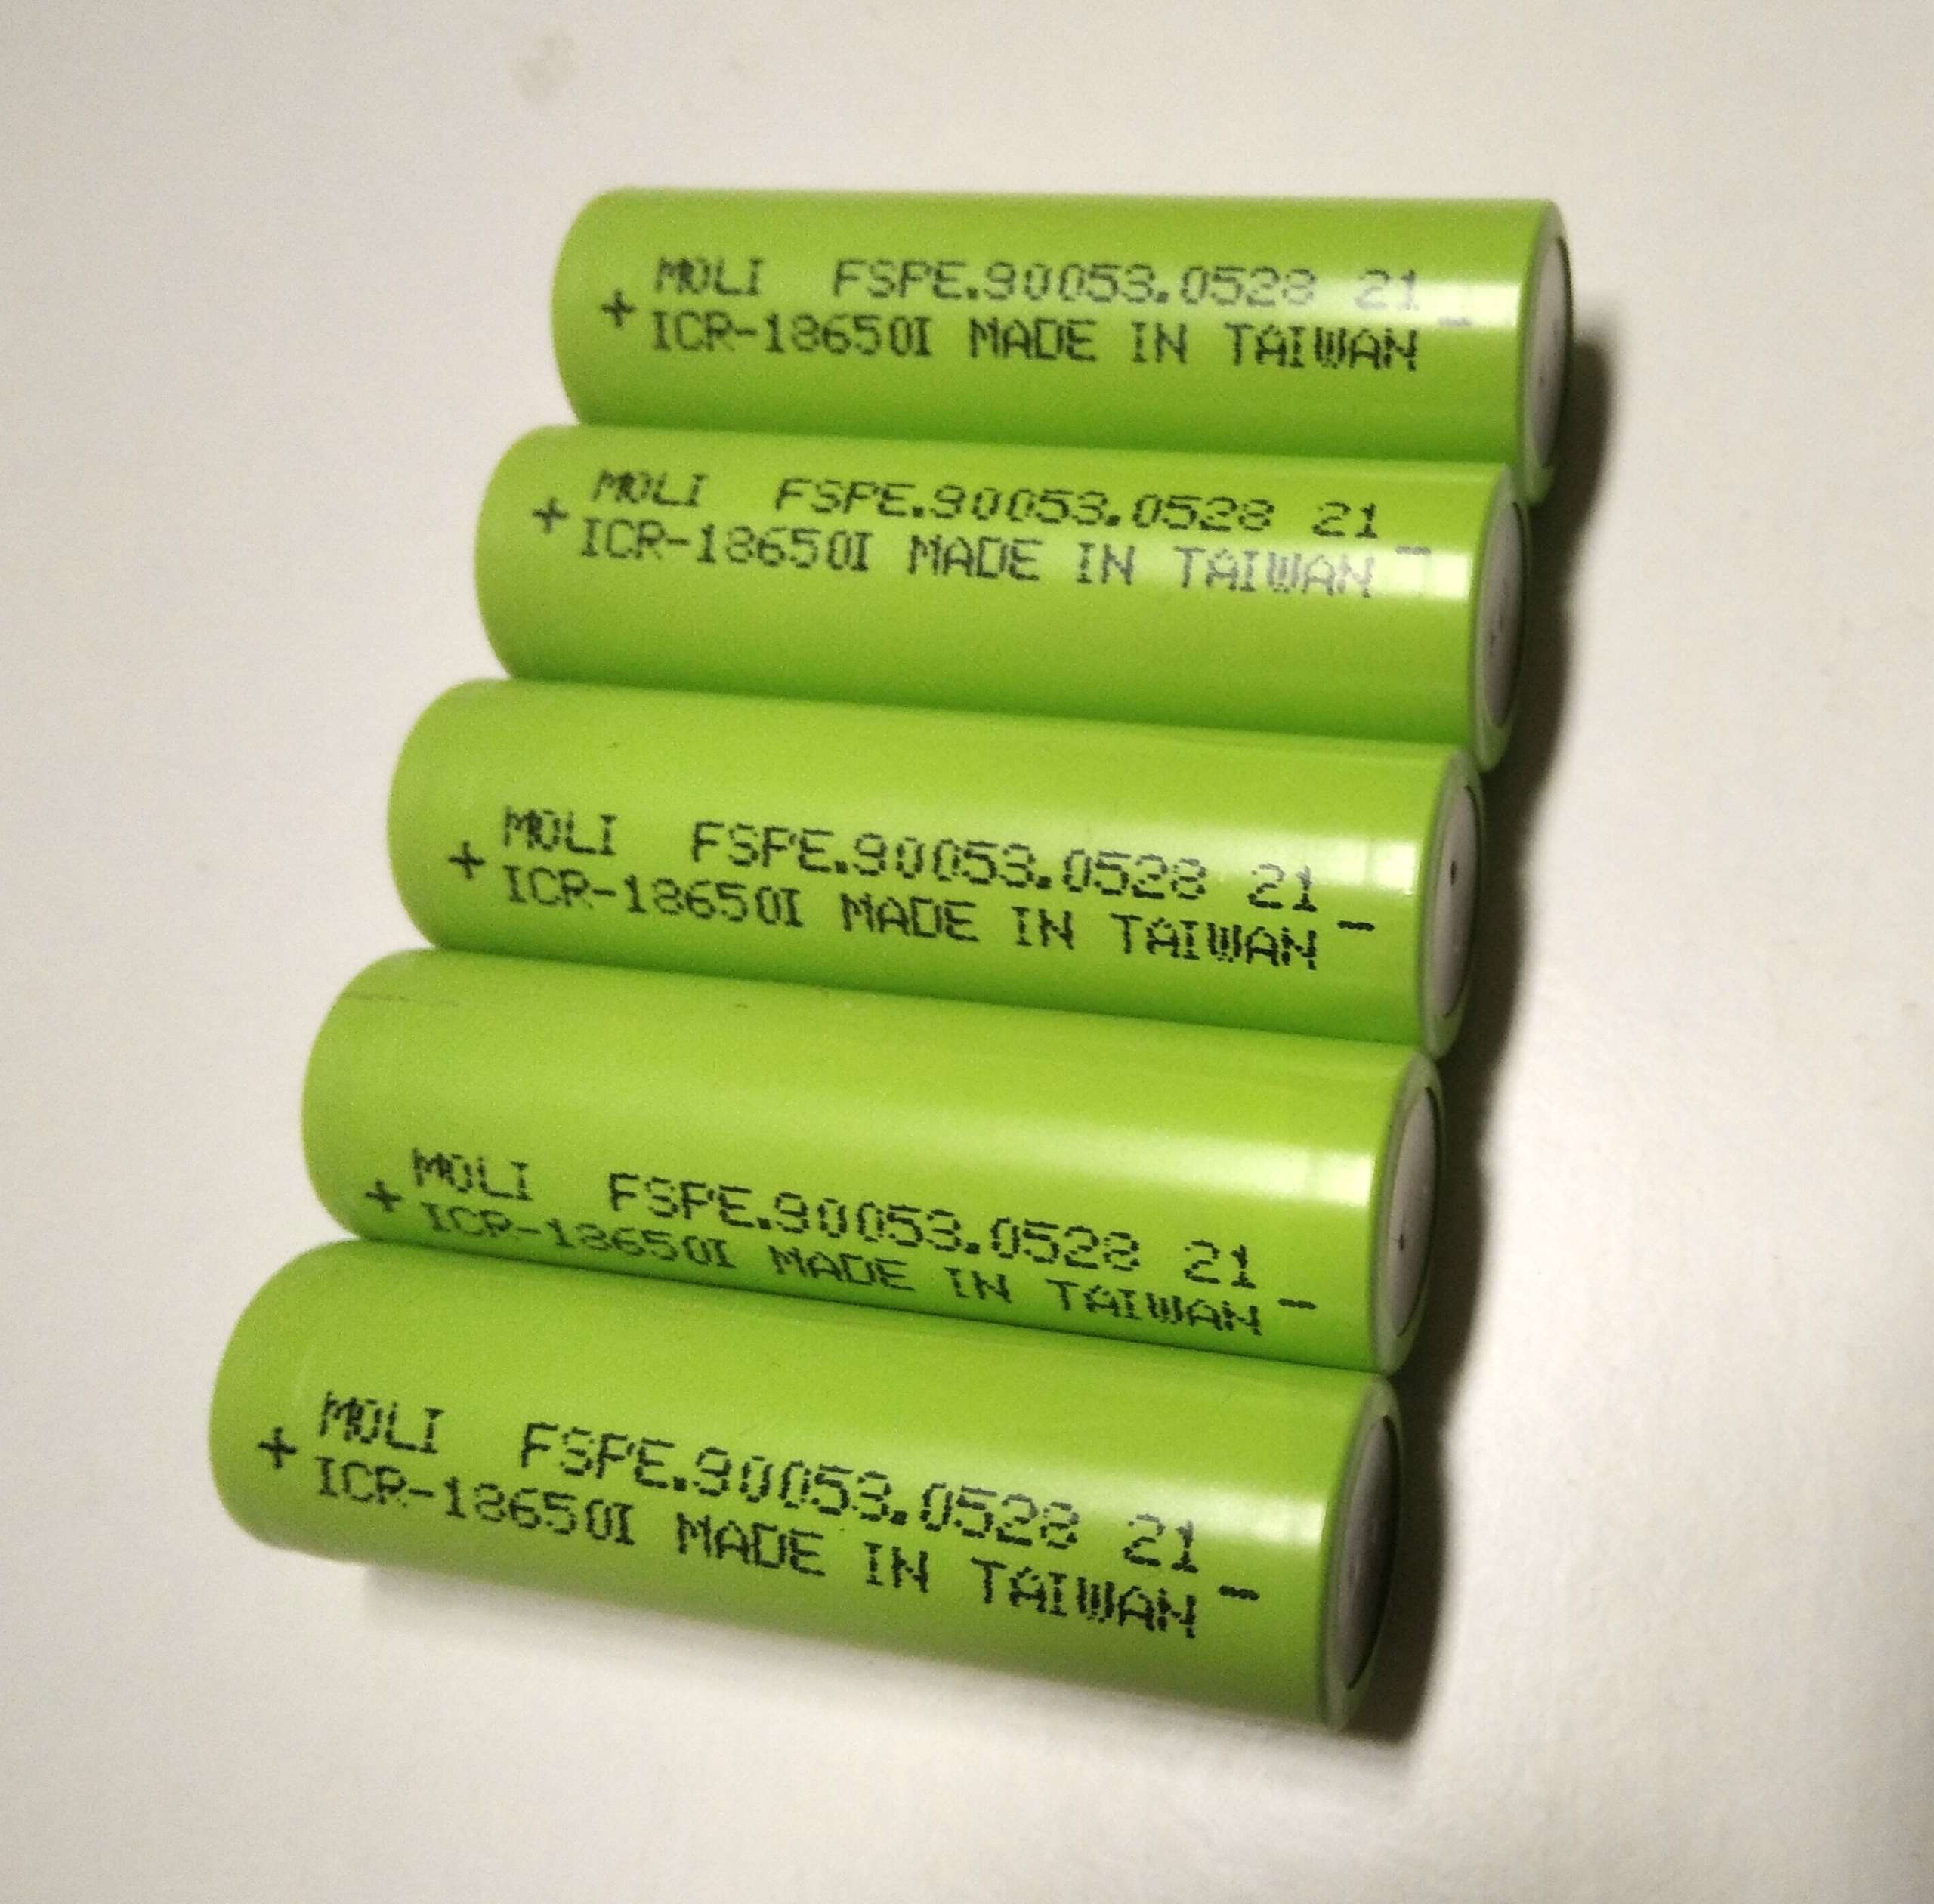 MOLI FSPE.90053.0528 21
+ ICR-18650I MADE IN TAIWAN -
MOLI FSPE.90053.0528 21
+ ICR-18650I MADE IN TAIWAN -
MOLI FSPE.90053.0528 21
+ ICR-18650I MADE IN TAIWAN -
MOLI FSPE.90053.0528 21
+ ICR-18650I MADE IN TAIWAN -
MOLI FSPE.90053.0528 21
+ ICR-18650I MADE IN TAIWAN -